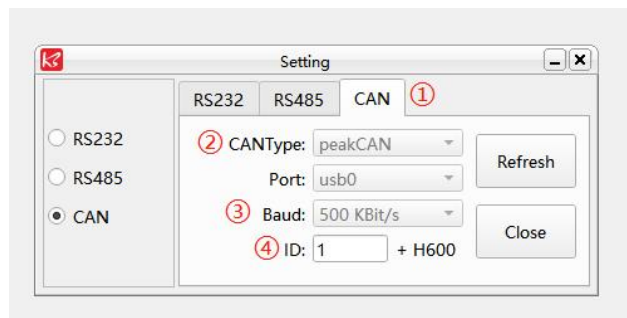 Setting
RS232 RS485 CAN ①
RS232
RS485
CAN
② CANType: peakCAN
Port: usb0
③ Baud: 500 KBit/s
④ ID: 1 + H600
Refresh
Close